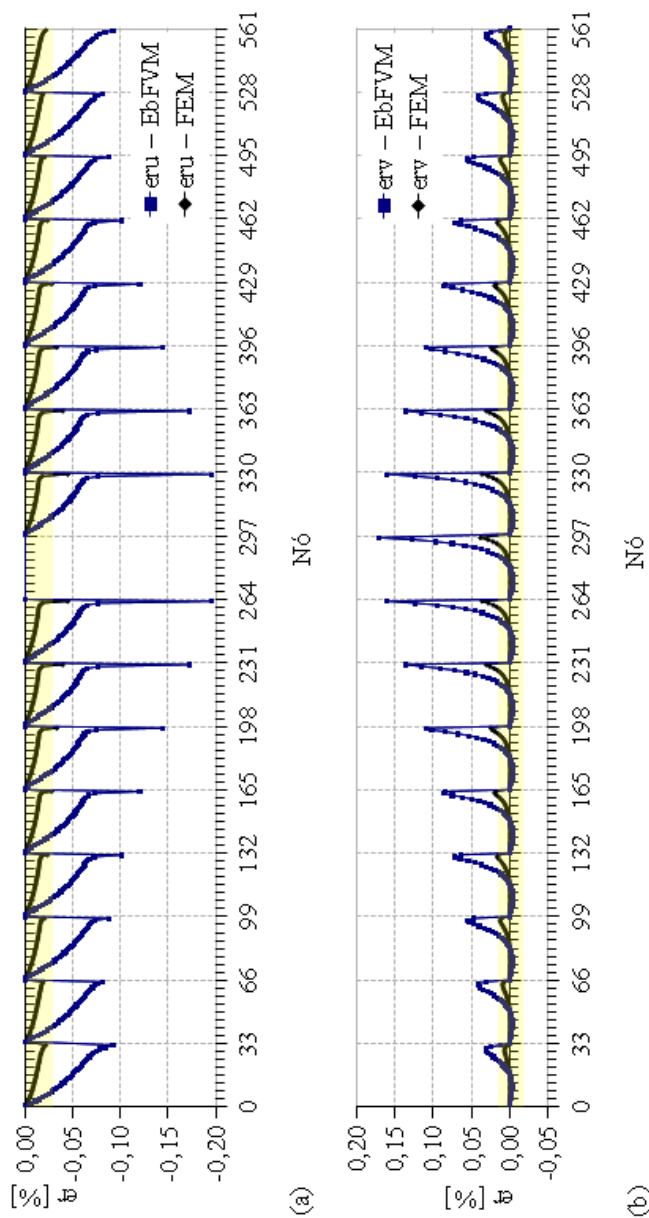 er [%]
0,00
-0,05
-0,10
-0,15
-0,20
eru – EbFVM
eru – FEM
0 33 66 99 132 165 198 231 264 297 330 363 396 429 462 495 528 561
Nó
(a)
er [%]
0,20
0,15
0,10
0,05
0,00
-0,05
erv – EbFVM
erv – FEM
0 33 66 99 132 165 198 231 264 297 330 363 396 429 462 495 528 561
Nó
(b)